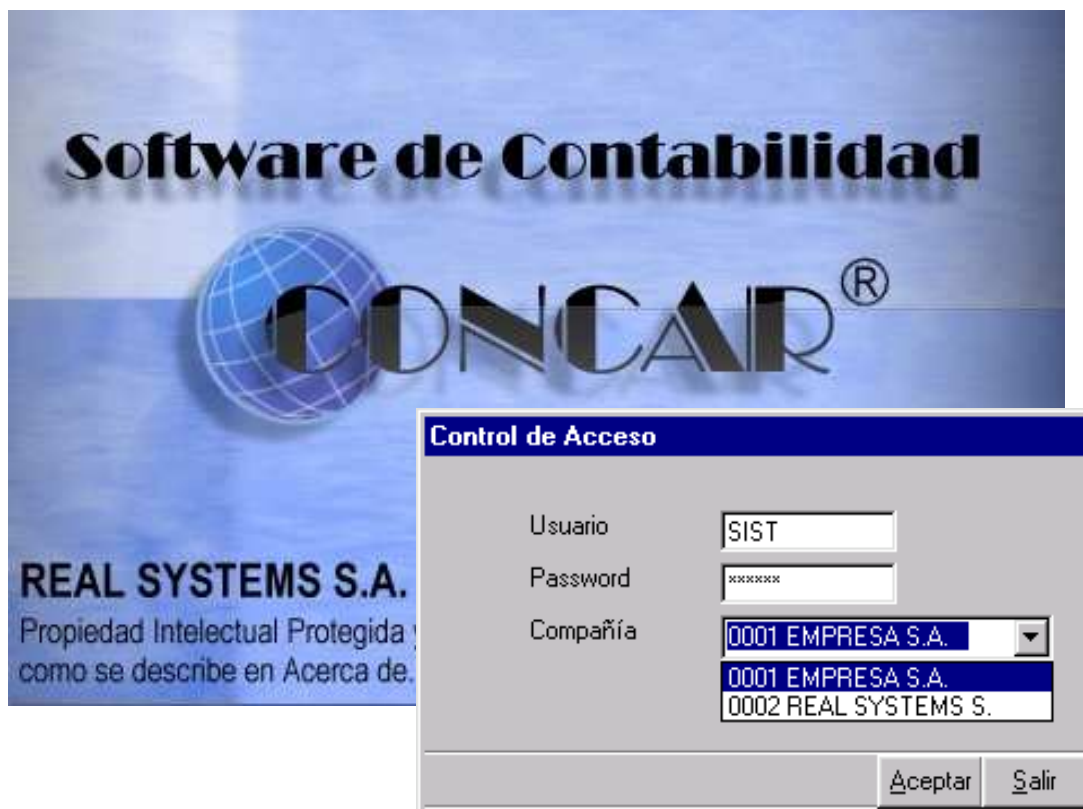 Software de Contabilidad
CONCAR®
REAL SYSTEMS S.A.
Propiedad Intelectual Protegida
como se describe en Acerca de.
Control de Acceso
Usuario
SIST
Password
××××××
Compañía
0001 EMPRESA S.A.
0001 EMPRESA S.A.
0002 REAL SYSTEMS S.
Aceptar Salir